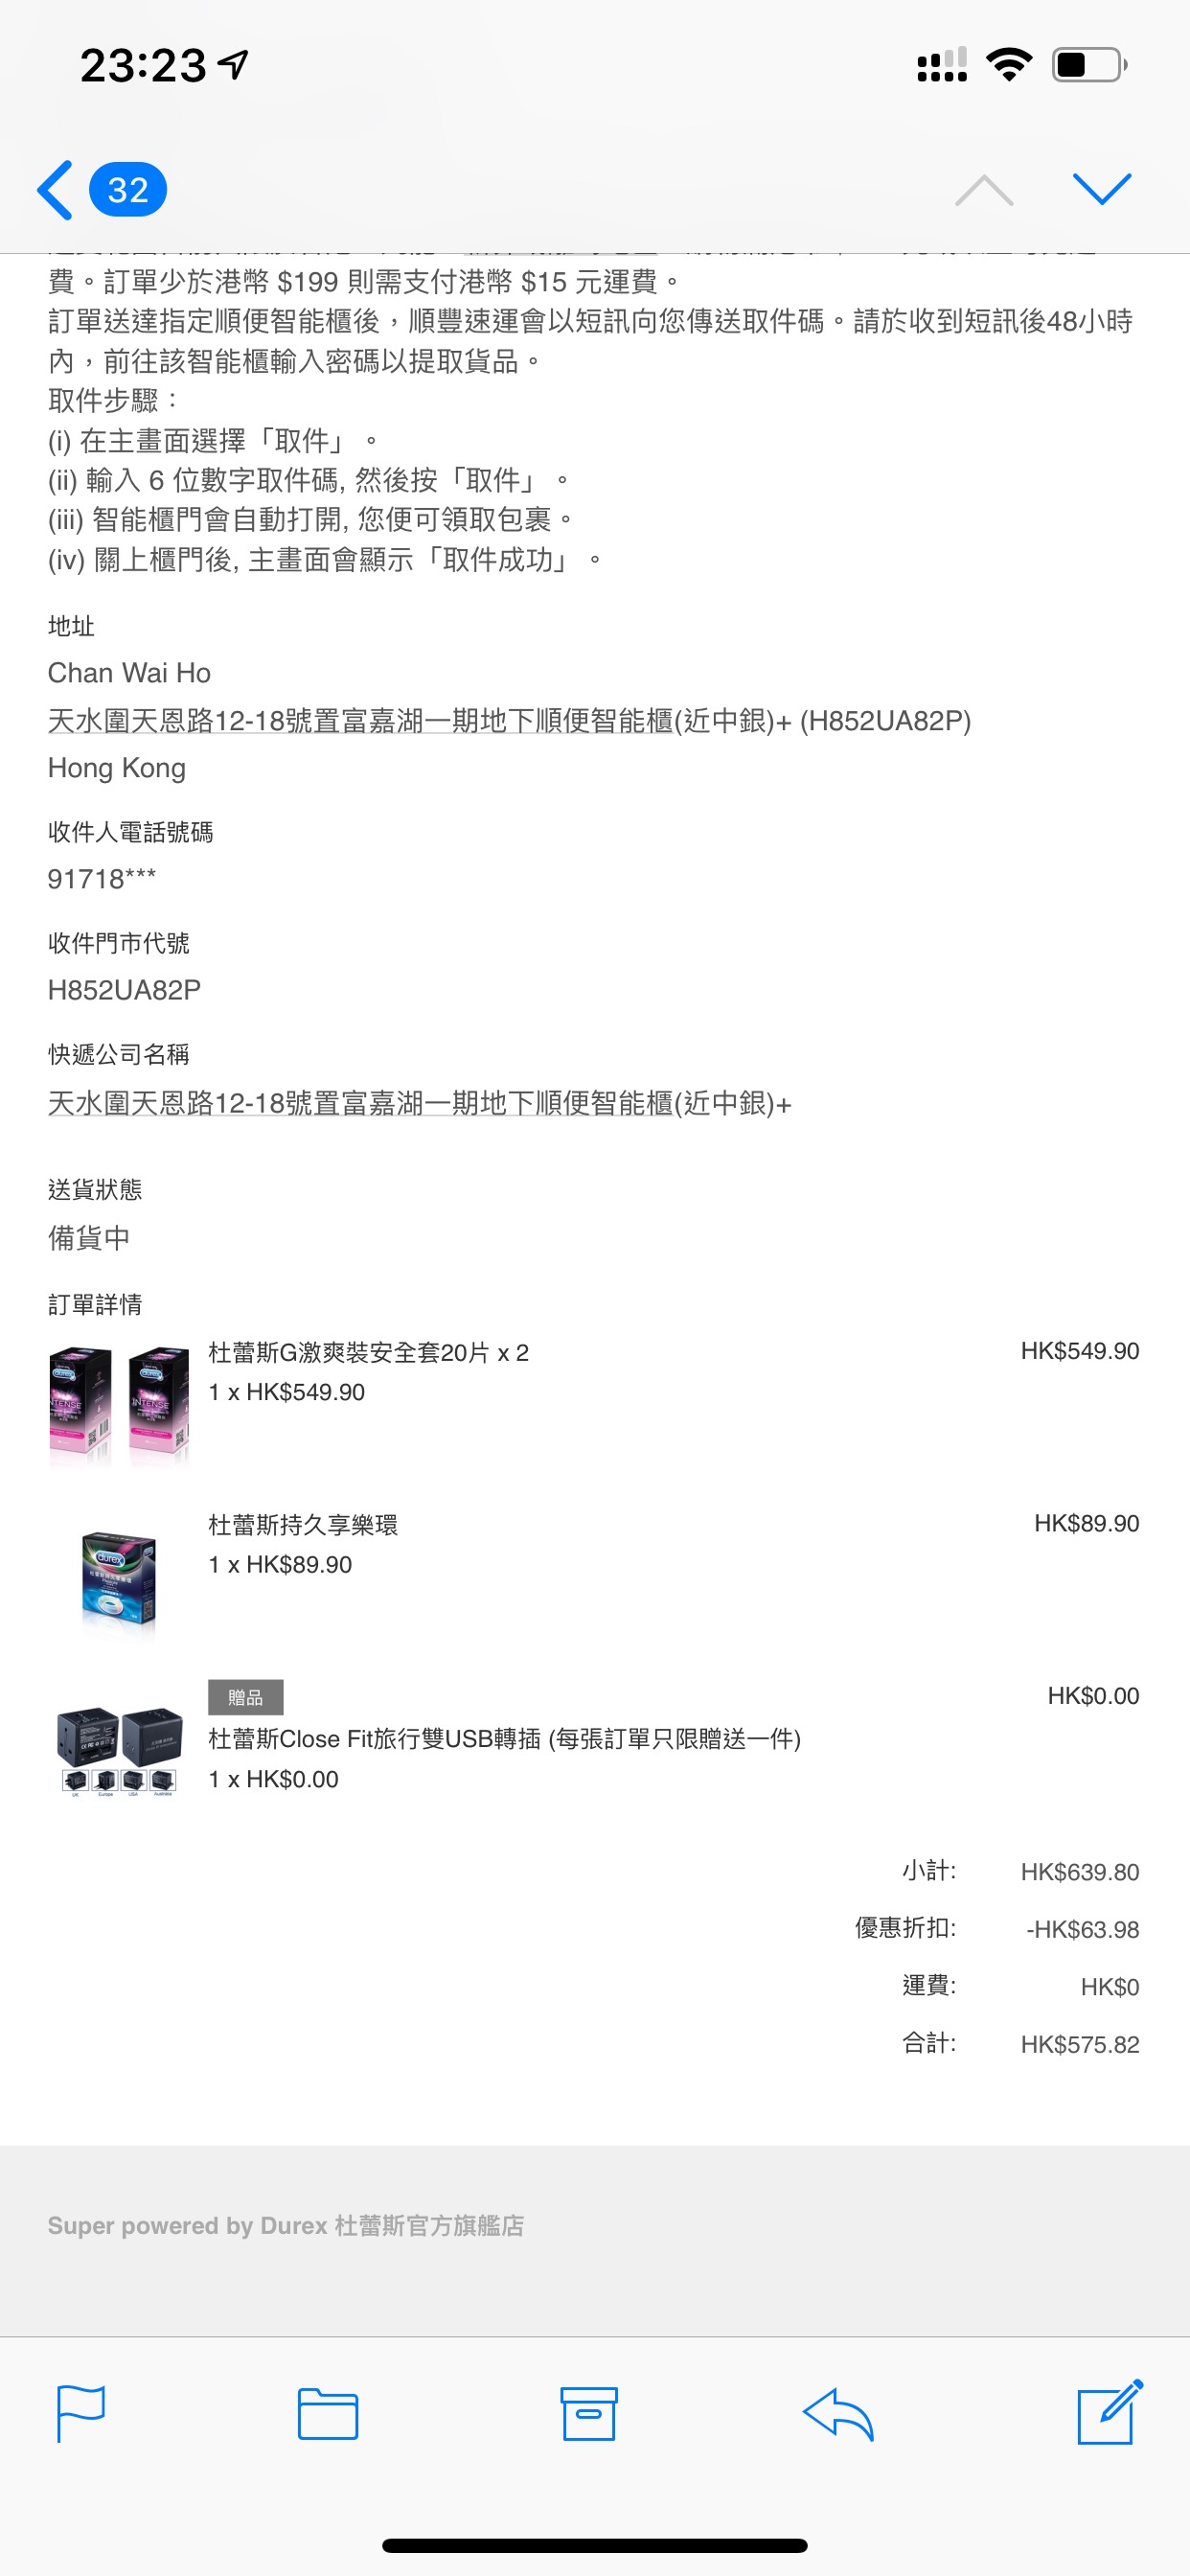 23:23
32
費。訂單少於港幣 $199 則需支付港幣 $15 元運費。
訂單送達指定順便智能櫃後，順豐速運會以短訊向您傳送取件碼。請於收到短訊後48小時
內，前往該智能櫃輸入密碼以提取貨品。
取件步驟：
(i) 在主畫面選擇「取件」。
(ii) 輸入 6 位數字取件碼, 然後按「取件」。
(iii) 智能櫃門會自動打開, 您便可領取包裹。
(iv) 關上櫃門後, 主畫面會顯示「取件成功」。
地址
Chan Wai Ho
天水圍天恩路12-18號置富嘉湖一期地下順便智能櫃(近中銀)+ (H852UA82P)
Hong Kong
收件人電話號碼
91718***
收件門市代號
H852UA82P
快遞公司名稱
天水圍天恩路12-18號置富嘉湖一期地下順便智能櫃(近中銀)+
送貨狀態
備貨中
訂單詳情
杜蕾斯G激爽裝安全套20片 x 2
HK$549.90
1 x HK$549.90
durex
INTENSE
durex
INTENSE
杜蕾斯持久享樂環
HK$89.90
1 x HK$89.90
durex
贈品
HK$0.00
杜蕾斯Close Fit旅行雙USB轉插 (每張訂單只限贈送一件)
1 x HK$0.00
UK Europe USA Australia
小計: HK$639.80
優惠折扣: -HK$63.98
運費: HK$0
合計: HK$575.82
Super powered by Durex 杜蕾斯官方旗艦店